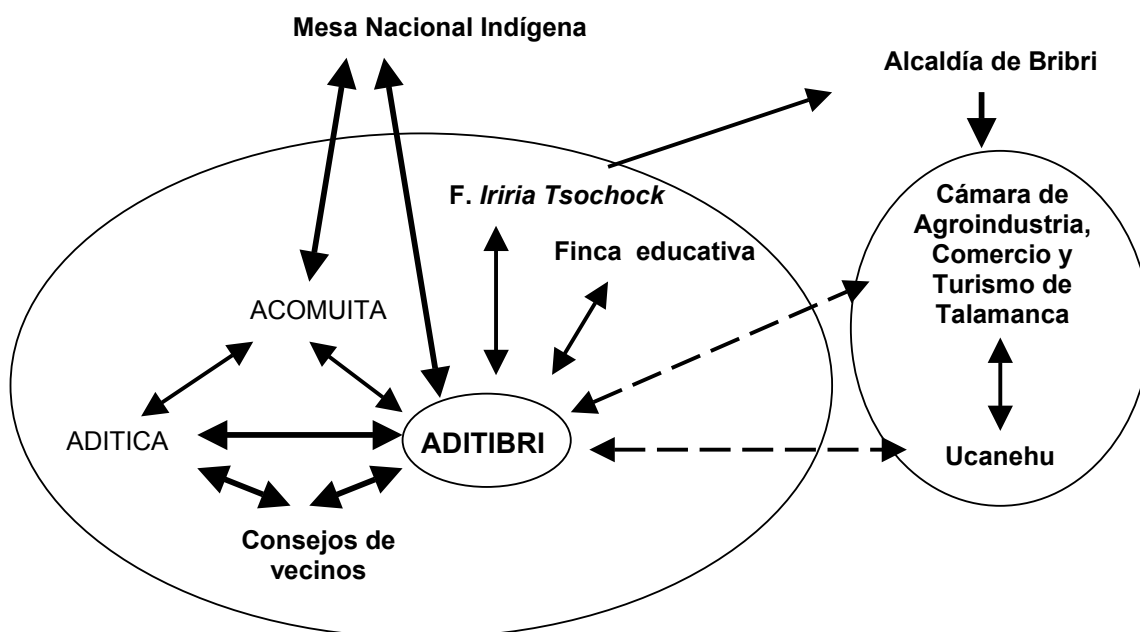 Mesa Nacional Indígena
Alcaldía de Bribri
F. Iriria Tsochock
Finca educativa
Cámara de
Agroindustria,
Comercio y
Turismo de
Talamanca
ACOMUITA
ADITICA
ADITIBRI
Ucanehu
Consejos de
vecinos